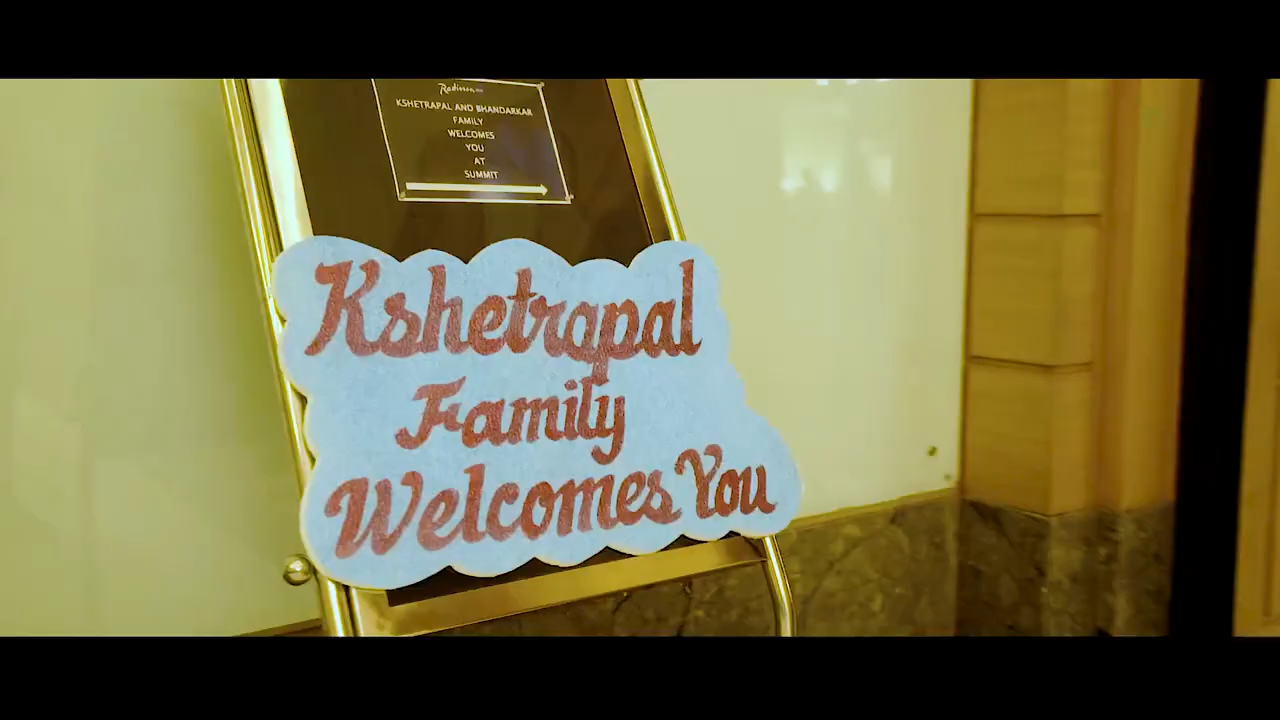 Radisson
KSHETRAPAL AND BHANDARKAR
FAMILY
WELCOMES
YOU
AT
SUMMIT
Kshetrapal
Family
Welcomes You